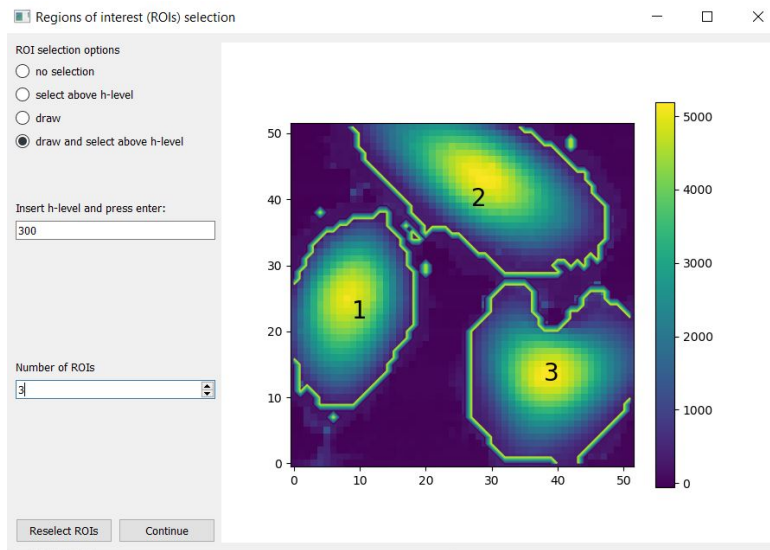 Regions of interest (ROIs) selection
ROI selection options
no selection
select above h-level
draw
draw and select above h-level
Insert h-level and press enter:
300
Number of ROIs
3
Reselect ROIs
Continue
50
40
30
20
10
0
0 10 20 30 40 50
2
1
3
5000
4000
3000
2000
1000
0